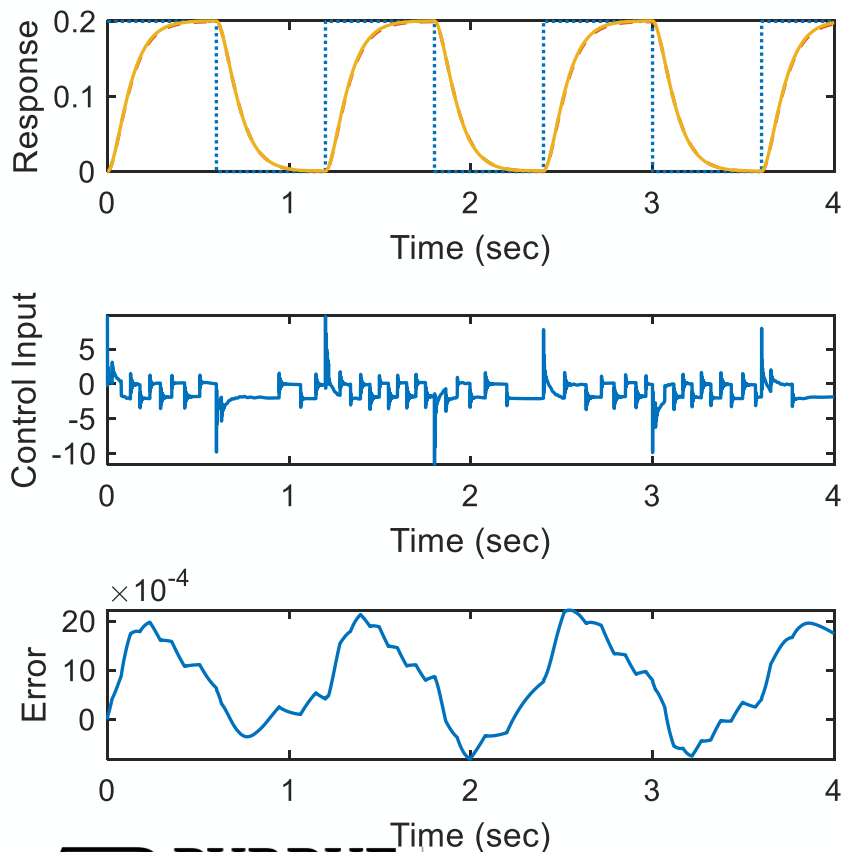 Response
0.2
0.1
0
0 1 2 3 4
Time (sec)
Control Input
5
0
-5
-10
0 1 2 3 4
Time (sec)
×10-4
Error
20
10
0
0 1 2 3 4
Time (sec)